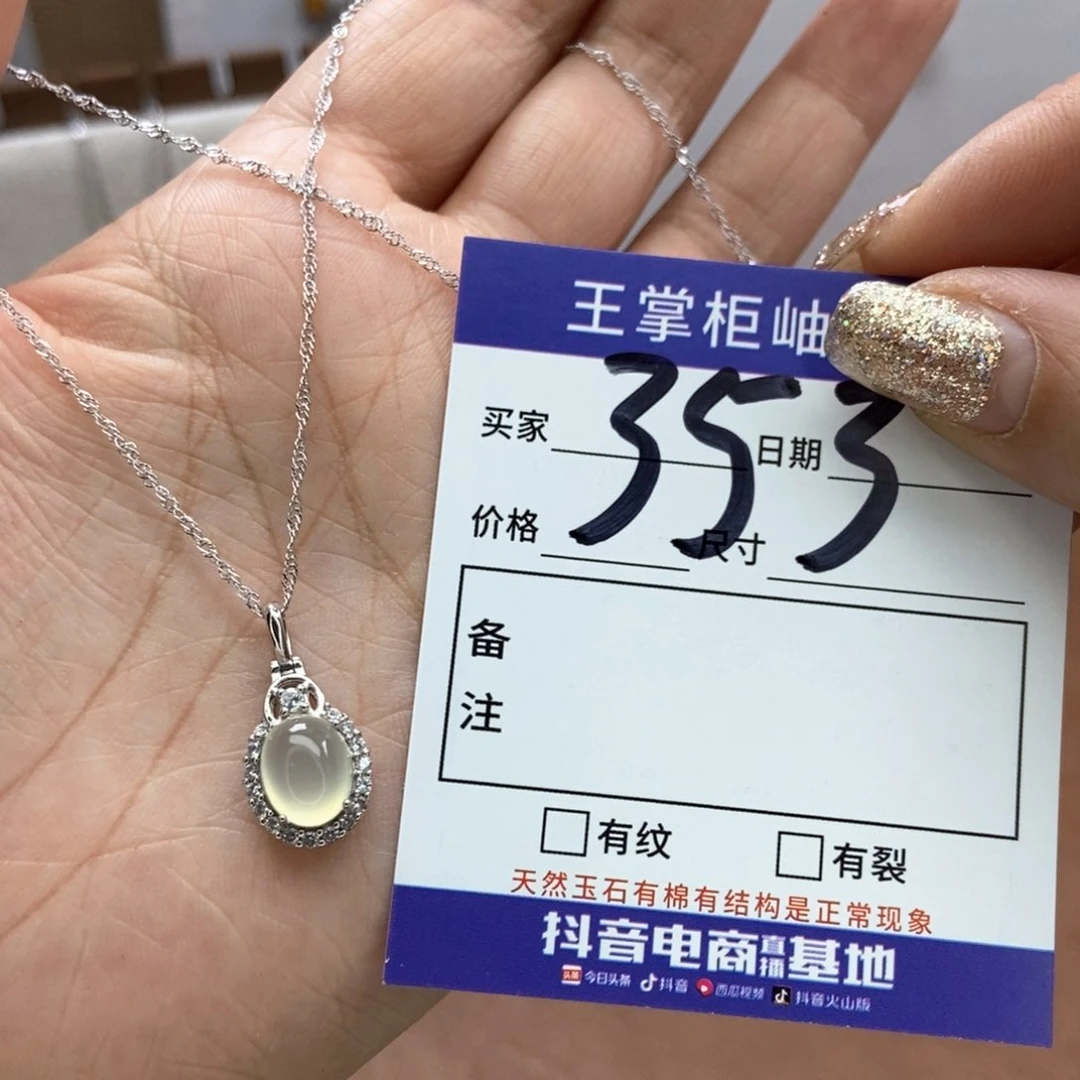 王掌柜岫
353
买家 日期
价格 尺寸
备
注
有纹 有裂
天然玉石有棉有结构是正常现象
抖音电商直播基地
头条 今日头条 抖音 西瓜视频 抖音火山版